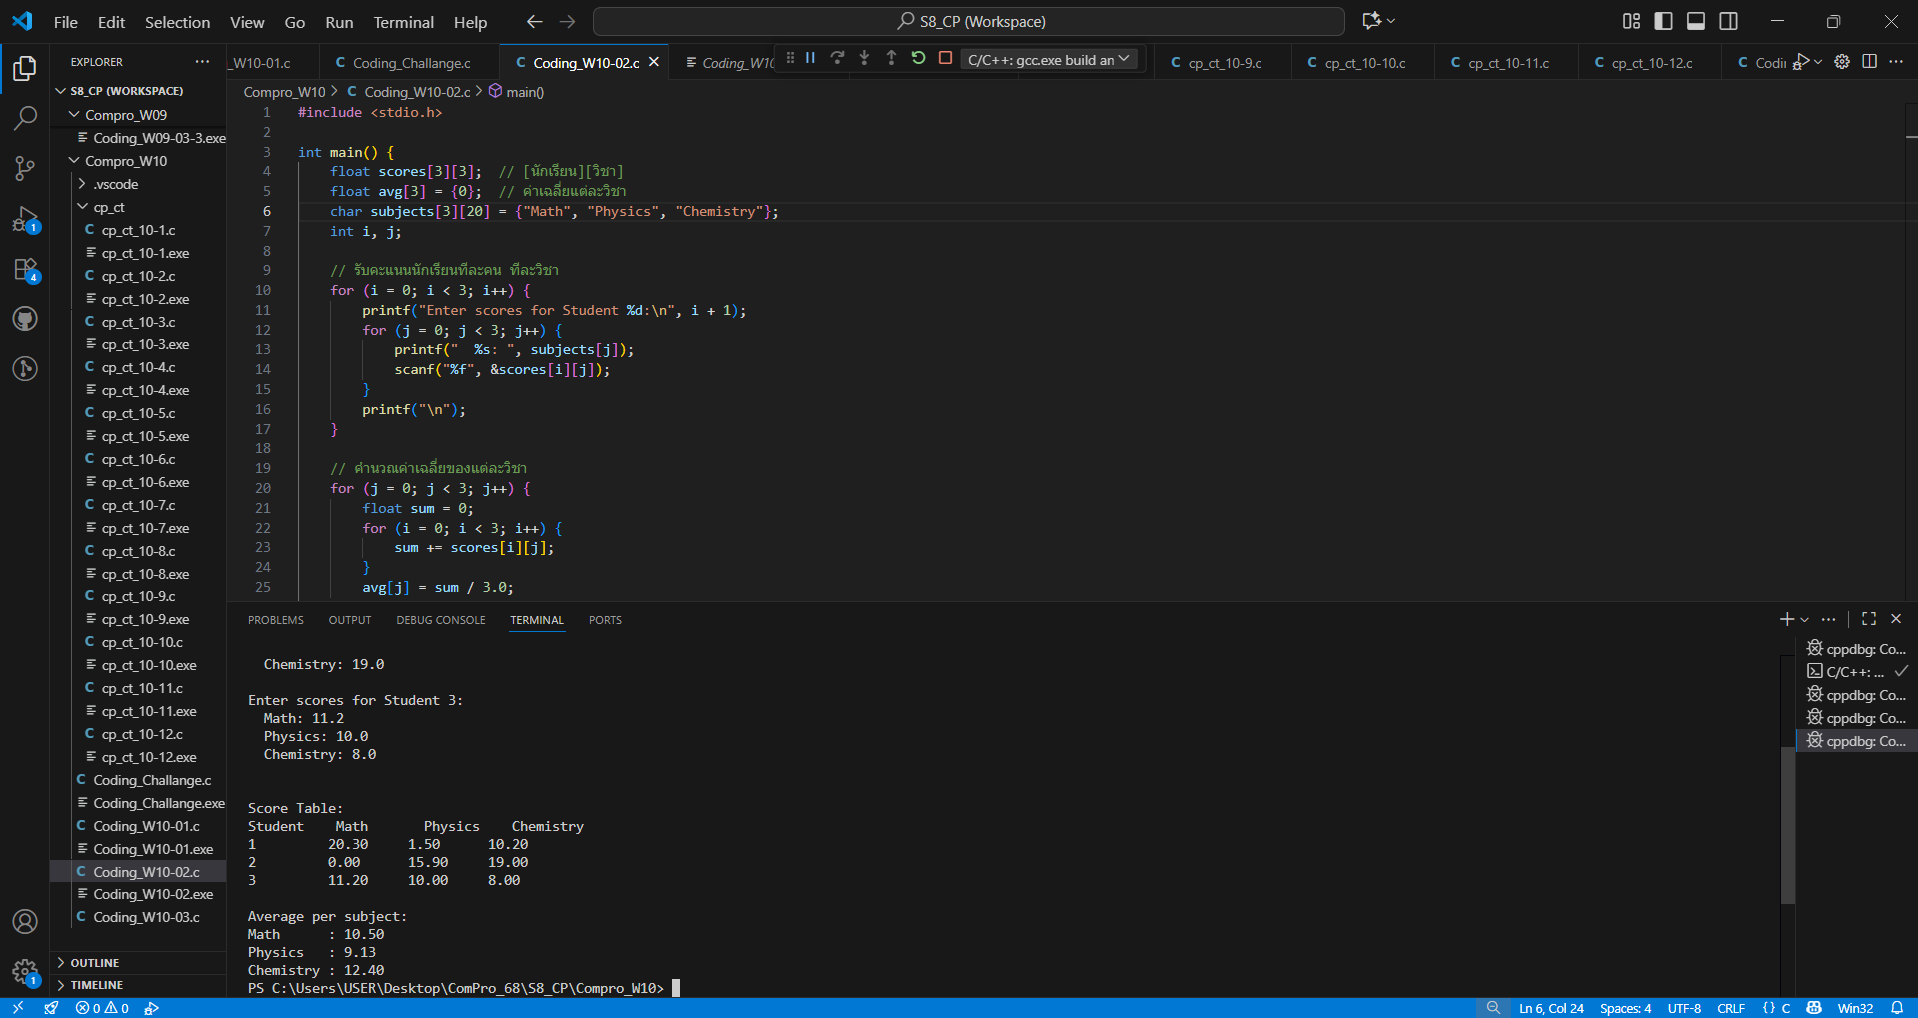 File Edit Selection View Go Run Terminal Help
S8_CP (Workspace)
EXPLORER
_W10-01.c
Coding_Challange.c
Coding_W10-02.c
Coding_W1(
C/C++: gcc.exe build an
cp_ct_10-9.c
cp_ct_10-10.c
cp_ct_10-11.c
cp_ct_10-12.c
Codir
S8_CP (WORKSPACE)
Compro_W09
Coding_W09-03-3.exe
Compro_W10
.vscode
cp_ct
cp_ct_10-1.c
cp_ct_10-1.exe
cp_ct_10-2.c
cp_ct_10-2.exe
cp_ct_10-3.c
cp_ct_10-3.exe
cp_ct_10-4.c
cp_ct_10-4.exe
cp_ct_10-5.c
cp_ct_10-5.exe
cp_ct_10-6.c
cp_ct_10-6.exe
cp_ct_10-7.c
cp_ct_10-7.exe
cp_ct_10-8.c
cp_ct_10-8.exe
cp_ct_10-9.c
cp_ct_10-9.exe
cp_ct_10-10.c
cp_ct_10-10.exe
cp_ct_10-11.c
cp_ct_10-11.exe
cp_ct_10-12.c
cp_ct_10-12.exe
Coding_Challange.c
Coding_Challange.exe
Coding_W10-01.c
Coding_W10-01.exe
Coding_W10-02.c
Coding_W10-02.exe
Coding_W10-03.c
OUTLINE
TIMELINE
1
4
1
Compro_W10 > C Coding_W10-02.c > main()
1 #include <stdio.h>
2
3 int main() {
4 float scores[3][3]; // [นักเรียน][วิชา]
5 float avg[3] = {0}; // ค่าเฉลี่ยแต่ละวิชา
6 char subjects[3][20] = {"Math", "Physics", "Chemistry"};
7 int i, j;
8
9 // รับคะแนนนักเรียนทีละคน ทีละวิชา
10 for (i = 0; i < 3; i++) {
11 printf("Enter scores for Student %d:\n", i + 1);
12 for (j = 0; j < 3; j++) {
13 printf("  %s: ", subjects[j]);
14 scanf("%f", &scores[i][j]);
15 }
16 printf("\n");
17 }
18
19 // คำนวณค่าเฉลี่ยของแต่ละวิชา
20 for (j = 0; j < 3; j++) {
21 float sum = 0;
22 for (i = 0; i < 3; i++) {
23 sum += scores[i][j];
24 }
25 avg[j] = sum / 3.0;
PROBLEMS OUTPUT DEBUG CONSOLE TERMINAL PORTS
Chemistry: 19.0
Enter scores for Student 3:
Math: 11.2
Physics: 10.0
Chemistry: 8.0
Score Table:
Student Math Physics Chemistry
1 20.30 1.50 10.20
2 0.00 15.90 19.00
3 11.20 10.00 8.00
Average per subject:
Math : 10.50
Physics : 9.13
Chemistry : 12.40
PS C:\Users\USER\Desktop\ComPro_68\S8_CP\Compro_W10>
cppdbg: Co...
C/C++: ...
cppdbg: Co...
cppdbg: Co...
cppdbg: Co...
0 0
Ln 6, Col 24 Spaces: 4 UTF-8 CRLF {} C Win32